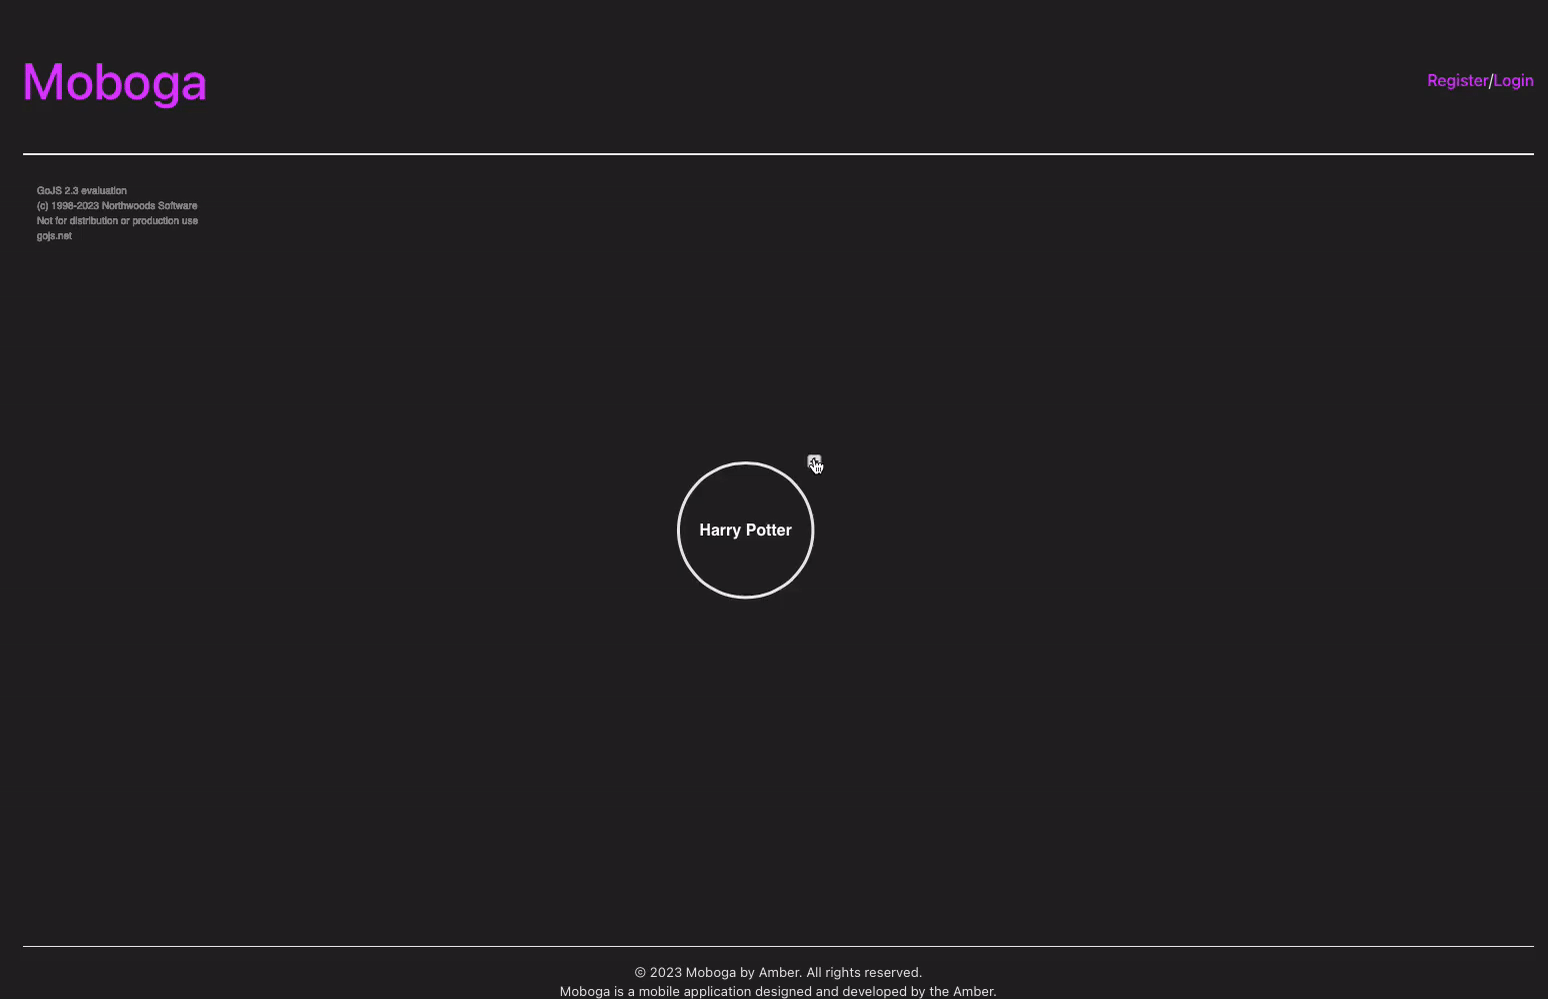 Moboga
Register/Login
GoJS 2.3 evaluation
(c) 1998-2023 Northwoods Software
Not for distribution or production use
gojs.net
Harry Potter
© 2023 Moboga by Amber. All rights reserved.
Moboga is a mobile application designed and developed by the Amber.